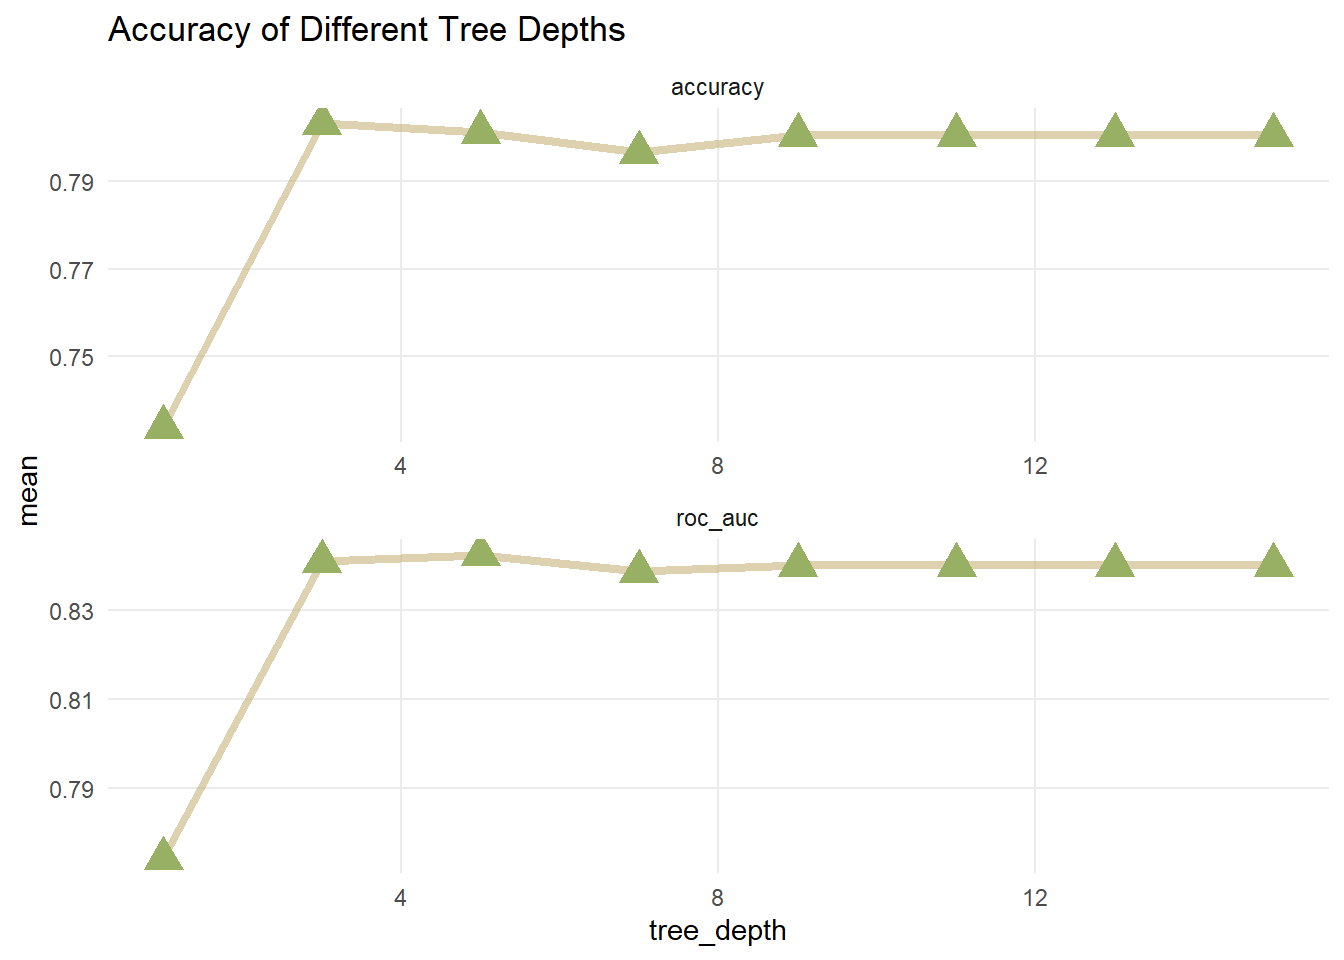 Accuracy of Different Tree Depths
accuracy
0.79
0.77
0.75
4 8 12
mean
roc_auc
0.83
0.81
0.79
4 8 12
tree_depth